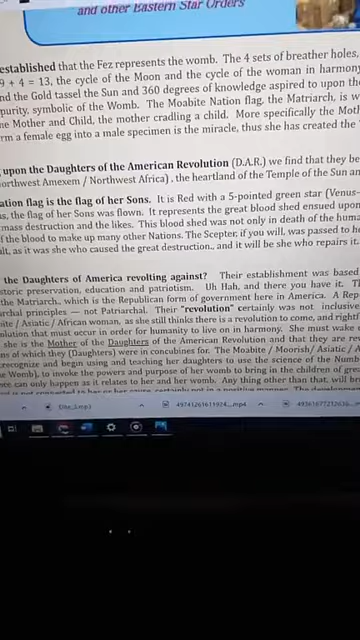 and other Eastern Star Orders
established that the Fez represents the womb. The 4 sets of breather holes,
9 + 4 = 13, the cycle of the Moon and the cycle of the woman in harmony
nd the Gold tassel the Sun and 360 degrees of knowledge aspired to upon the
purity, symbolic of the Womb. The Moabite Nation flag, the Matriarch, is w
he Mother and Child, the mother cradling a child. More specifically the Moth
rm a female egg into a male specimen is the miracle, thus she has created the
upon the Daughters of the American Revolution (D.A.R.) we find that they be
orthwest Amexem / Northwest Africa), the heartland of the Temple of the Sun an
ation flag is the flag of her Sons. It is Red with a 5-pointed green star (Venus-
s, the flag of her Sons was flown. It represents the great blood shed ensued upon
mass destruction and the likes. This blood shed was not only in death of the huma
f the blood to make up many other Nations. The Scepter, if you will, was passed to he
ult, as it was she who caused the great destruction,, and it will be she who repairs it.
the Daughters of America revolting against? Their establishment was based
storic preservation, education and patriotism. Uh Hah, and there you have it. Th
the Matriarch., which is the Republican form of government here in America. A Rep
archal principles — not Patriarchal. Their "revolution" certainly was not inclusive
ite / Asiatic / African woman, as she still thinks there is a revolution to come, and rightf
olution that must occur in order for humanity to live on in harmony. She must wake
she is the Mother of the Daughters of the American Revolution and that they are rev
ns of which they (Daughters) were in concubines for. The Moabite / Moorish/ Asiatic / A
recognize and begin using and teaching her daughters to use the science of the Numb
e Womb), to invoke the powers and purpose of her womb to bring in the children of grea
can only happen as it relates to her and her womb. Any thing other than that, will bri